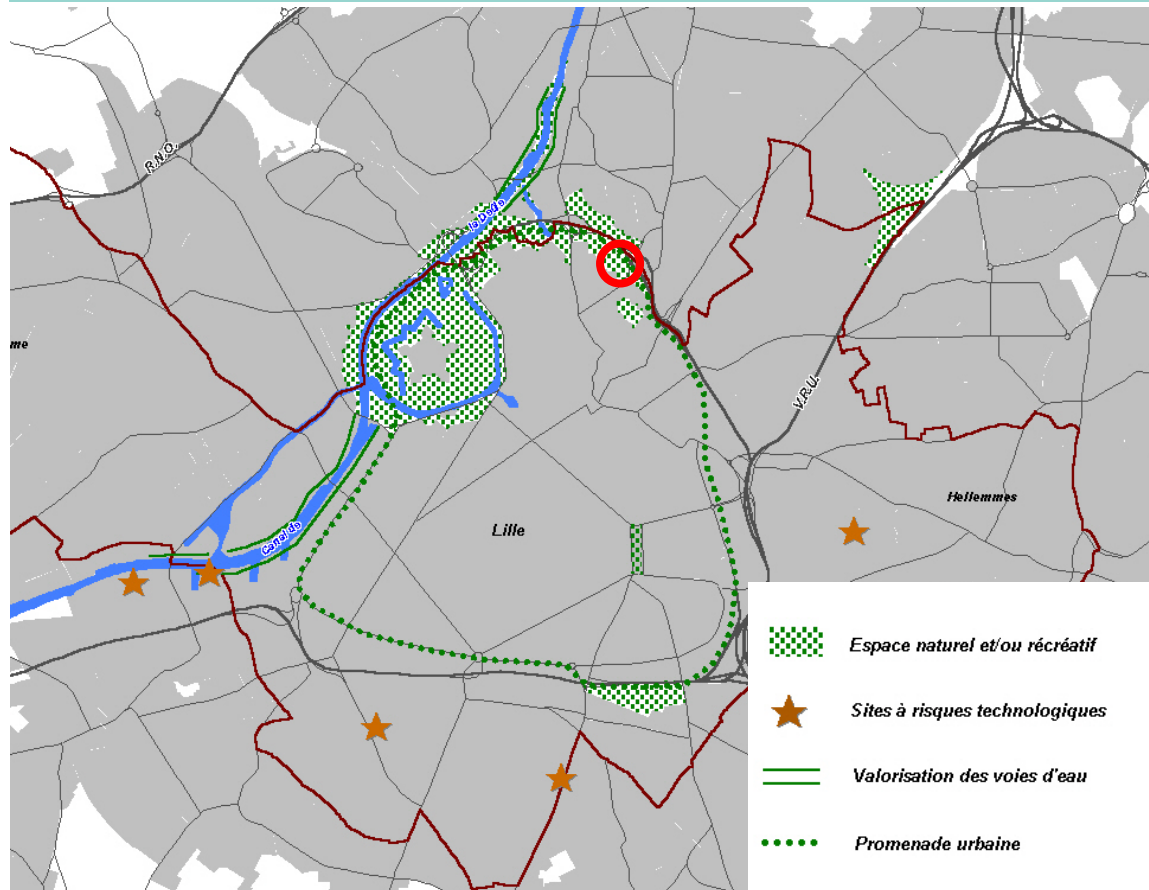 R.N.O.
la Deûle
me
V.R.U.
Hellemmes
Lille
Canal de
Espace naturel et/ou récréatif
Sites à risques technologiques
Valorisation des voies d'eau
Promenade urbaine